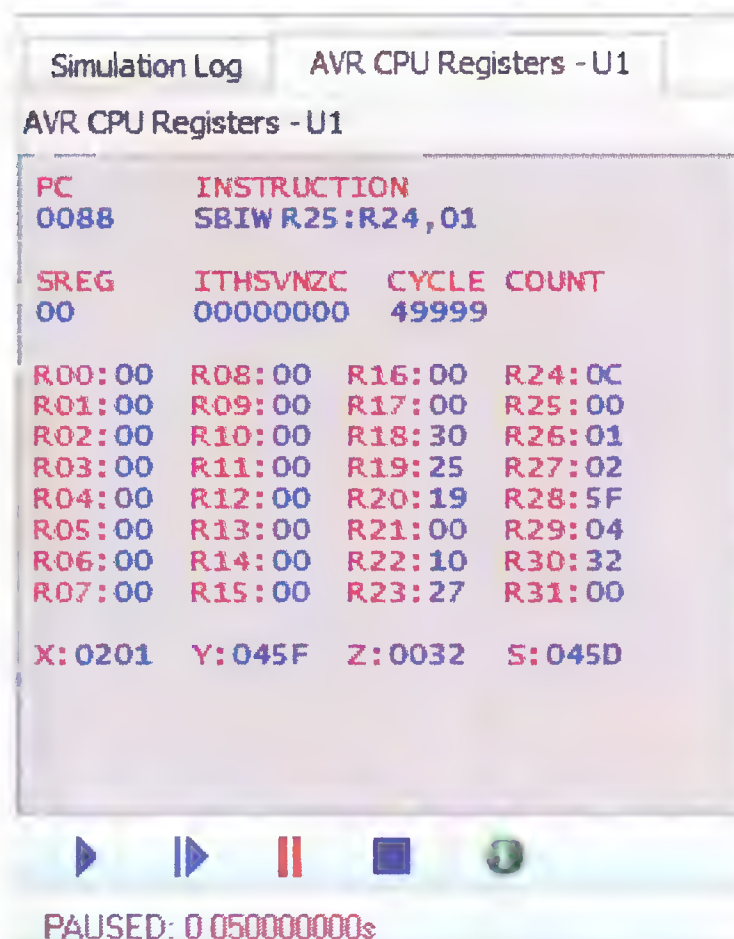 Simulation Log AVR CPU Registers - U1
AVR CPU Registers - U1
PC INSTRUCTION
0088 SBIW R25:R24,01
SREG ITHSVNZC CYCLE COUNT
00 00000000 49999
R00:00 R08:00 R16:00 R24:0C
R01:00 R09:00 R17:00 R25:00
R02:00 R10:00 R18:30 R26:01
R03:00 R11:00 R19:25 R27:02
R04:00 R12:00 R20:19 R28:5F
R05:00 R13:00 R21:00 R29:04
R06:00 R14:00 R22:10 R30:32
R07:00 R15:00 R23:27 R31:00
X:0201 Y:045F Z:0032 S:045D
PAUSED: 0.050000000s